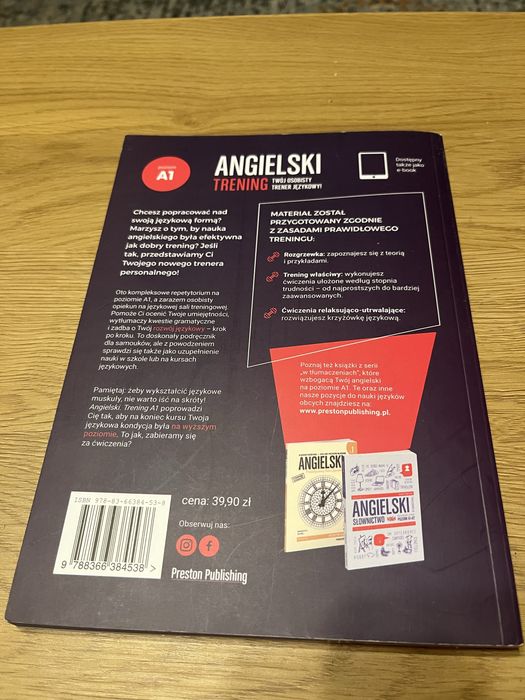 POZIOM
A1
ANGIELSKI
TRENING TWÓJ OSOBISTY
TRENER JĘZYKOWY!
Dostępny
także jako
e-book
Chcesz popracować nad
swoją językową formą?
Marzysz o tym, by nauka
angielskiego była efektywna
jak dobry trening? Jeśli
tak, przedstawiamy Ci
Twojego nowego trenera
personalnego!
Oto kompleksowe repetytorium na
poziomie A1, a zarazem osobisty
opiekun na językowej sali treningowej.
Pomoże Ci ocenić Twoje umiejętności,
wytłumaczy kwestie gramatyczne
i zadba o Twój rozwój językowy – krok
po kroku. To doskonały podręcznik
dla samouków, ale z powodzeniem
sprawdzi się także jako uzupełnienie
nauki w szkole lub na kursach
językowych.
Pamiętaj: żeby wykształcić językowe
muskuły, nie warto iść na skróty!
Angielski. Trening A1 poprowadzi
Cię tak, aby na koniec kursu Twoja
językowa kondycja była na wyższym
poziomie. To jak, zabieramy się
za ćwiczenia?
MATERIAŁ ZOSTAŁ
PRZYGOTOWANY ZGODNIE
Z ZASADAMI PRAWIDŁOWEGO
TRENINGU:
Rozgrzewka: zapoznajesz się z teorią
i przykładami.
Trening właściwy: wykonujesz
ćwiczenia ułożone według stopnia
trudności – od najprostszych do bardziej
zaawansowanych.
Ćwiczenia relaksująco-utrwalające:
rozwiązujesz krzyżówkę językową.
Poznaj też książki z serii
„w tłumaczeniach”, które
wzbogacą Twój angielski
na poziomie A1. Te oraz inne
nasze pozycje do nauki języków
obcych znajdziesz na:
www.prestonpublishing.pl.
ANGIELSKI
1
ANGIELSKI
SŁOWNICTWO
ISBN 978-83-66384-53-8
9 788366 384538 >
cena: 39,90 zł
Obserwuj nas:
Preston Publishing